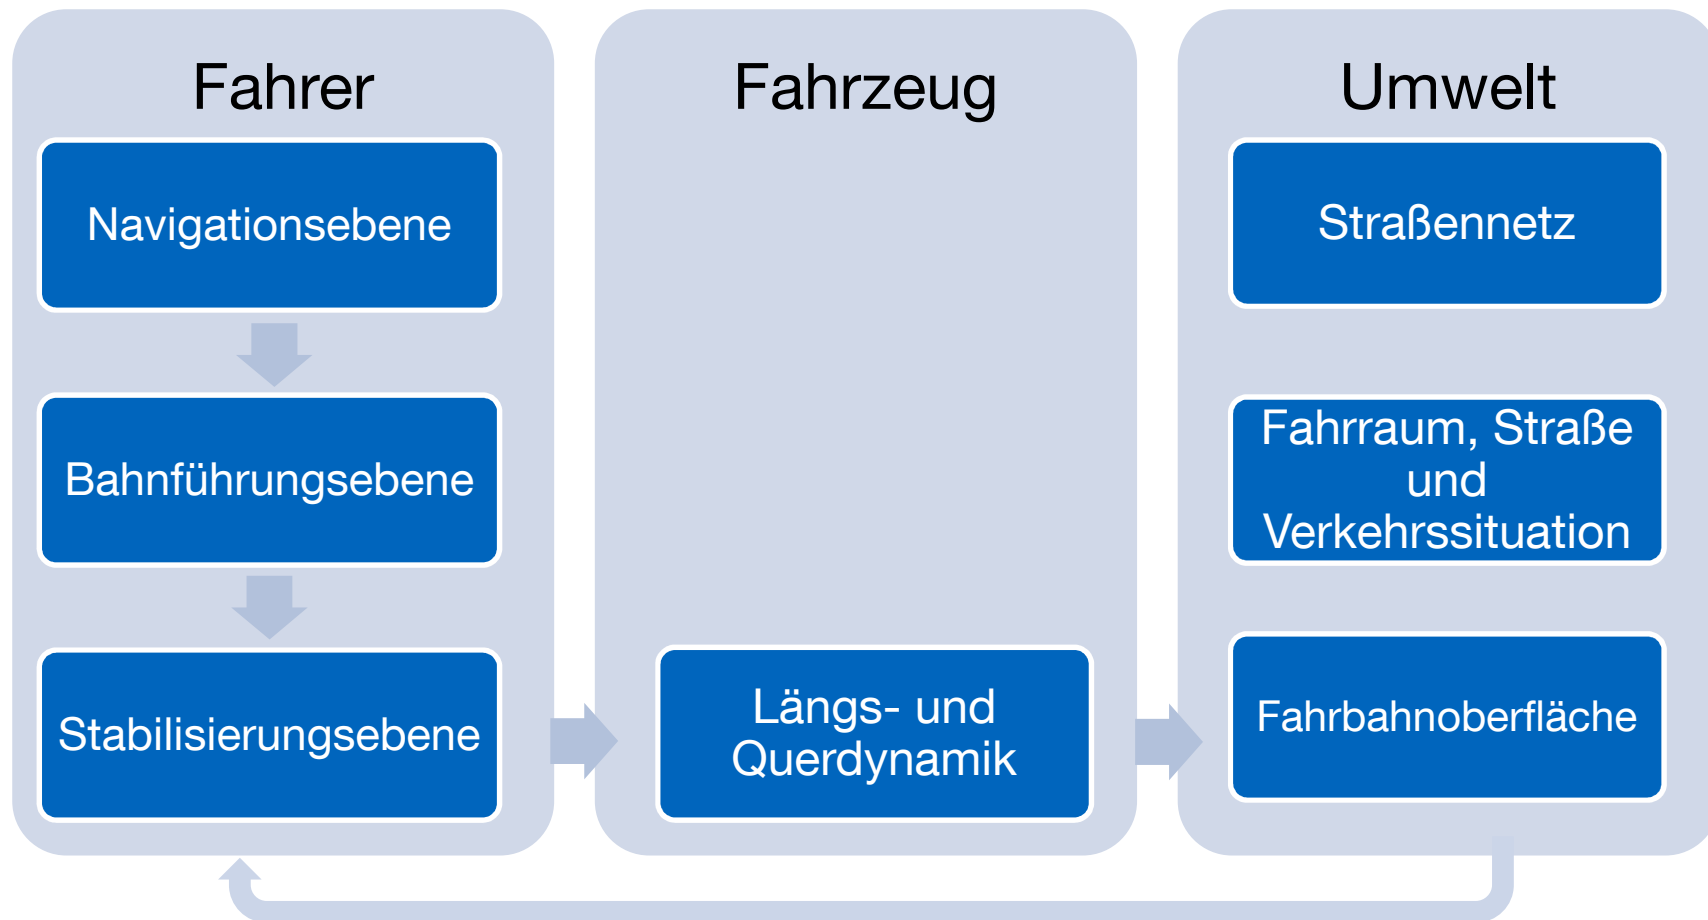 Fahrer
Navigationsebene
Bahnführungsebene
Stabilisierungsebene
Fahrzeug
Längs- und
Querdynamik
Umwelt
Straßennetz
Fahrraum, Straße
und
Verkehrssituation
Fahrbahnoberfläche